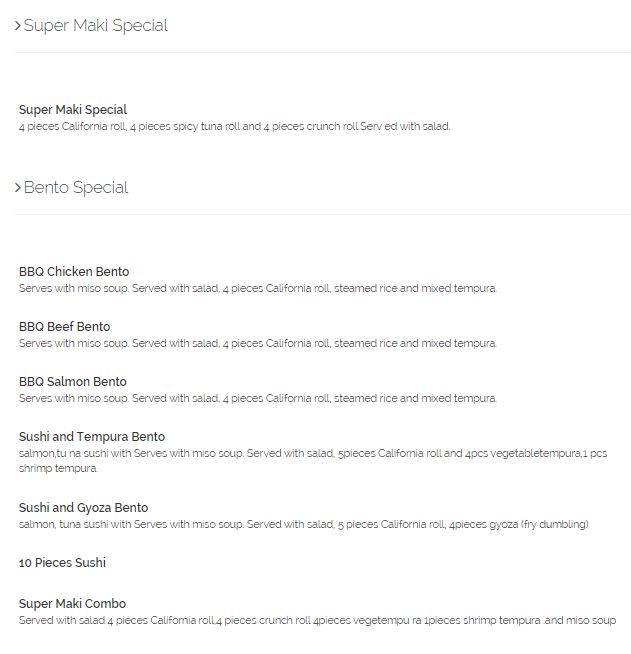 Super Maki Special
Super Maki Special
4 pieces California roll, 4 pieces spicy tuna roll and 4 pieces crunch roll.Serv ed with salad.
Bento Special
BBQ Chicken Bento
Serves with miso soup. Served with salad, 4 pieces California roll, steamed rice and mixed tempura.
BBQ Beef Bento
Serves with miso soup. Served with salad, 4 pieces California roll, steamed rice and mixed tempura.
BBQ Salmon Bento
Serves with miso soup. Served with salad, 4 pieces California roll, steamed rice and mixed tempura.
Sushi and Tempura Bento
salmon,tu na sushi with Serves with miso soup. Served with salad, 5pieces California roll and 4pcs vegetabletempura,1 pcs
shrimp tempura.
Sushi and Gyoza Bento
salmon, tuna sushi with Serves with miso soup. Served with salad, 5 pieces California roll, 4pieces gyoza (fry dumbling)
10 Pieces Sushi
Super Maki Combo
Served with salad 4 pieces California roll,4 pieces crunch roll 4pieces vegetempu ra 1pieces shrimp tempura .and miso soup